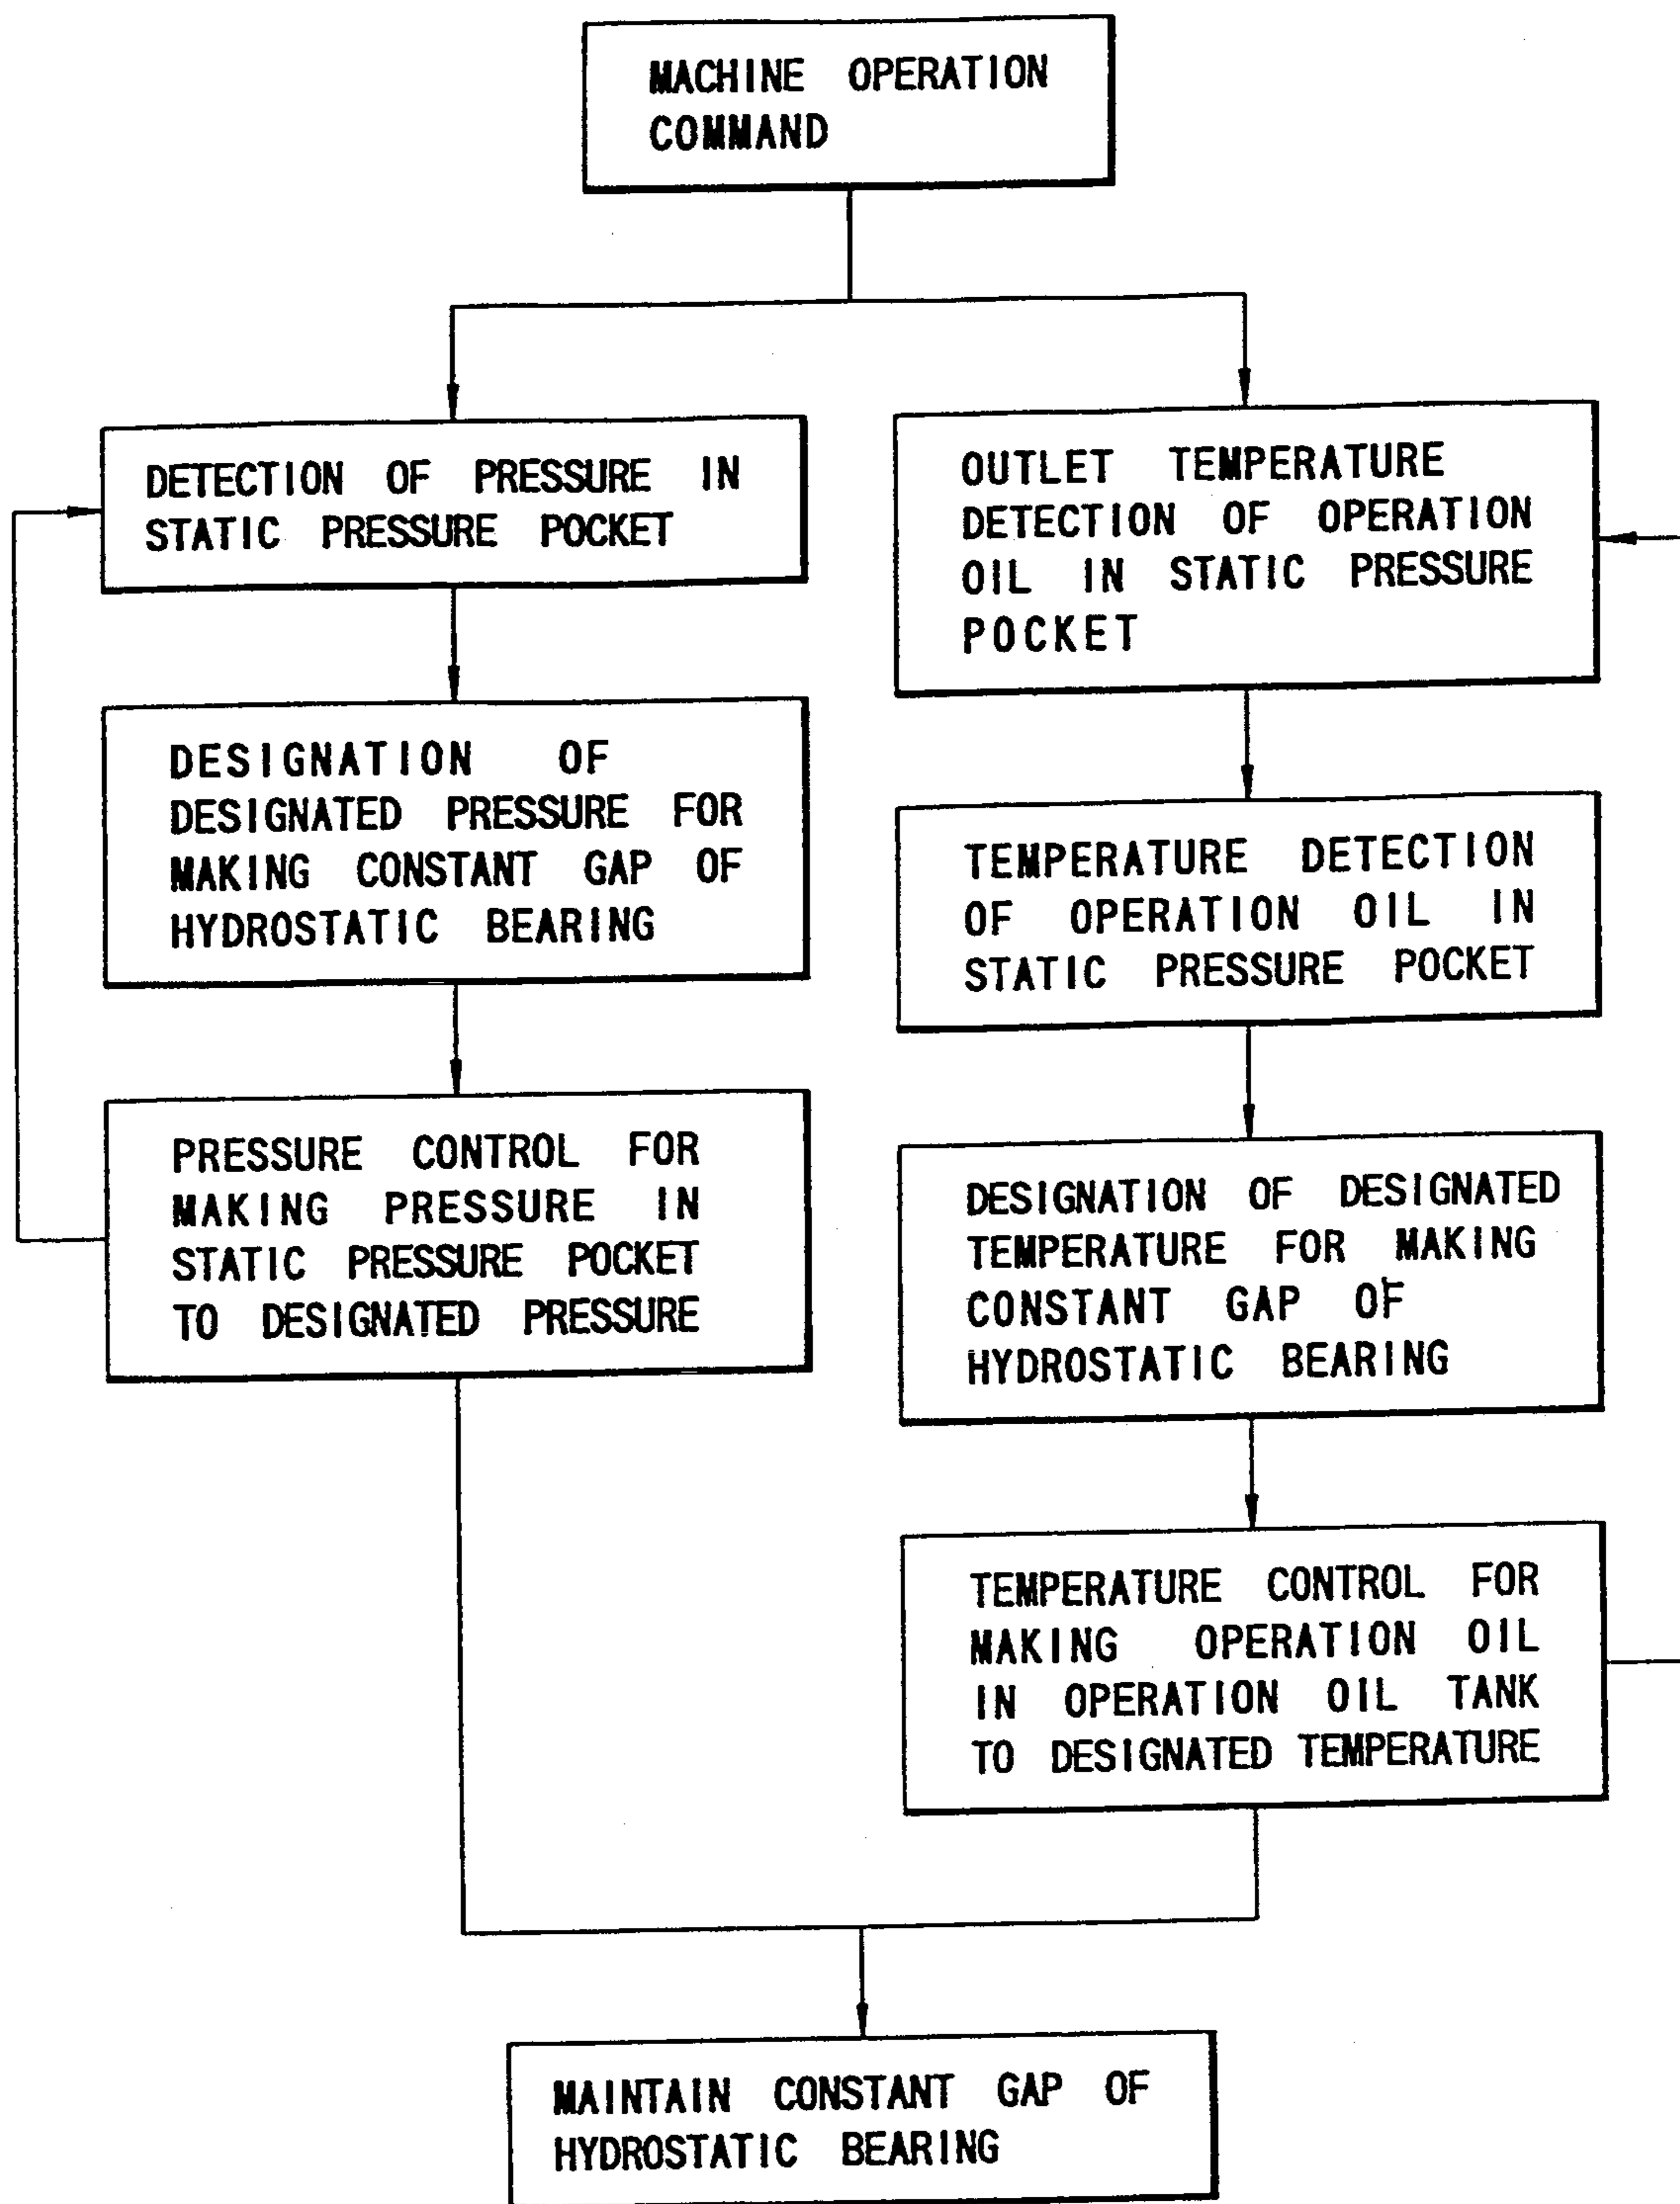 MACHINE OPERATION
COMMAND
DETECTION OF PRESSURE IN
STATIC PRESSURE POCKET
DESIGNATION OF
DESIGNATED PRESSURE FOR
MAKING CONSTANT GAP OF
HYDROSTATIC BEARING
PRESSURE CONTROL FOR
MAKING PRESSURE IN
STATIC PRESSURE POCKET
TO DESIGNATED PRESSURE
OUTLET TEMPERATURE
DETECTION OF OPERATION
OIL IN STATIC PRESSURE
POCKET
TEMPERATURE DETECTION
OF OPERATION OIL IN
STATIC PRESSURE POCKET
DESIGNATION OF DESIGNATED
TEMPERATURE FOR MAKING
CONSTANT GAP OF
HYDROSTATIC BEARING
TEMPERATURE CONTROL FOR
MAKING OPERATION OIL
IN OPERATION OIL TANK
TO DESIGNATED TEMPERATURE
MAINTAIN CONSTANT GAP OF
HYDROSTATIC BEARING